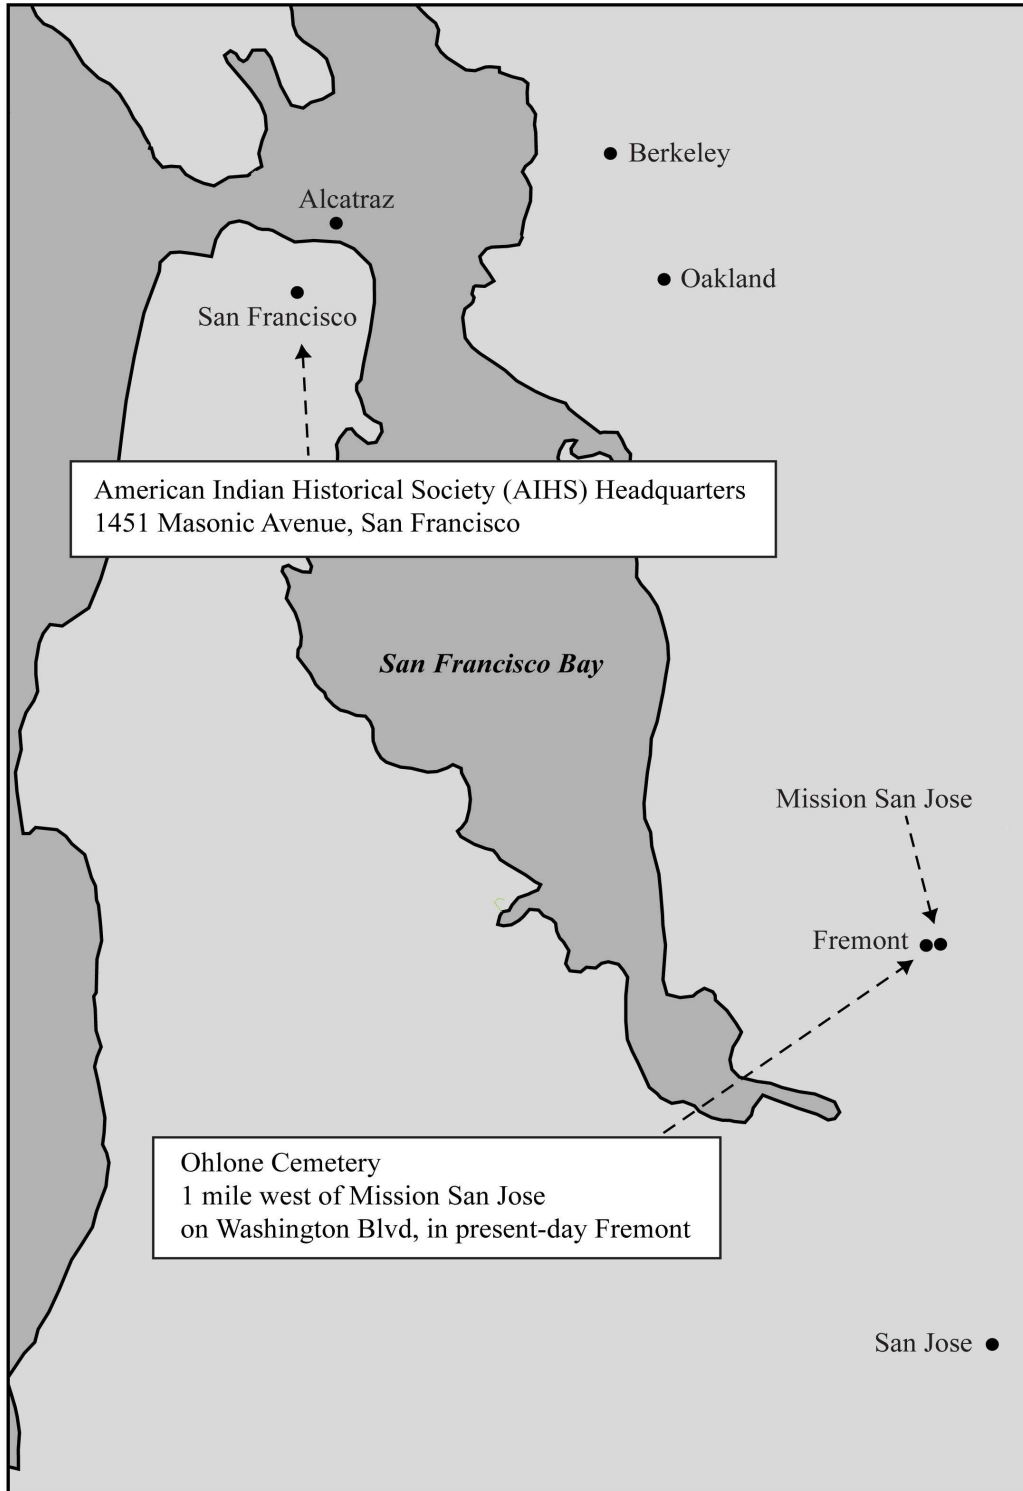 Berkeley
Alcatraz
Oakland
San Francisco
American Indian Historical Society (AIHS) Headquarters
1451 Masonic Avenue, San Francisco
San Francisco Bay
Mission San Jose
Fremont
Ohlone Cemetery
1 mile west of Mission San Jose
on Washington Blvd, in present-day Fremont
San Jose